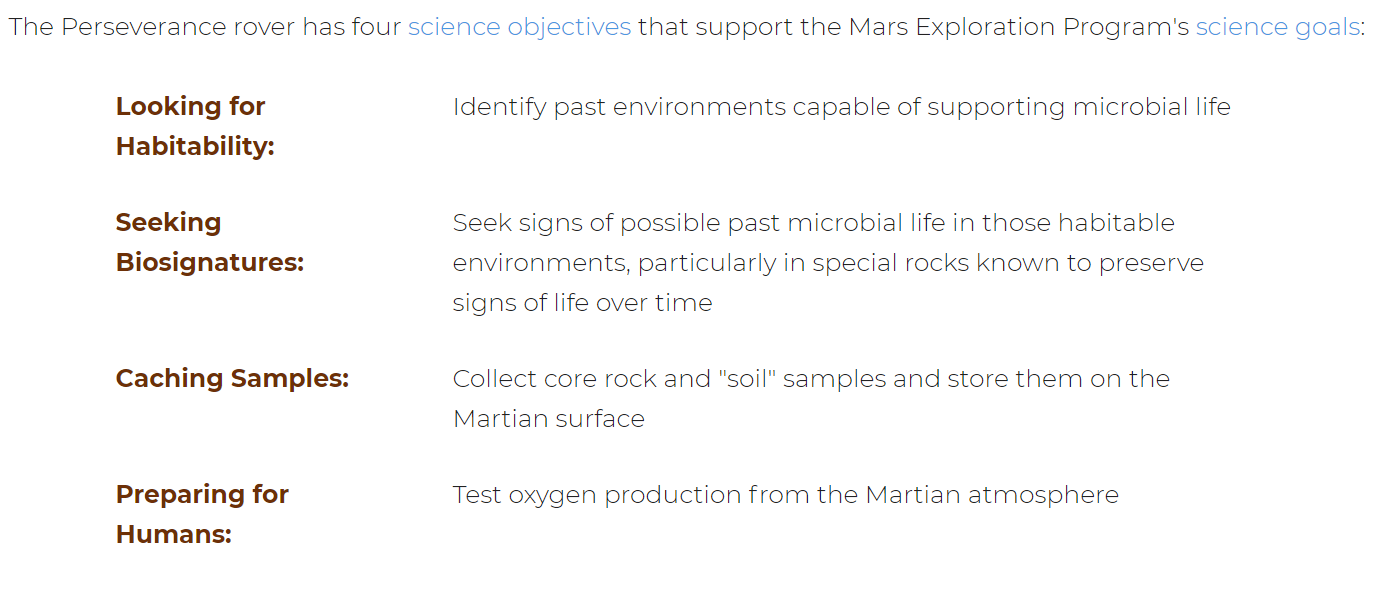 The Perseverance rover has four science objectives that support the Mars Exploration Program's science goals:
Looking for
Habitability:
Identify past environments capable of supporting microbial life
Seeking
Biosignatures:
Seek signs of possible past microbial life in those habitable
environments, particularly in special rocks known to preserve
signs of life over time
Caching Samples:
Collect core rock and "soil" samples and store them on the
Martian surface
Preparing for
Humans:
Test oxygen production from the Martian atmosphere